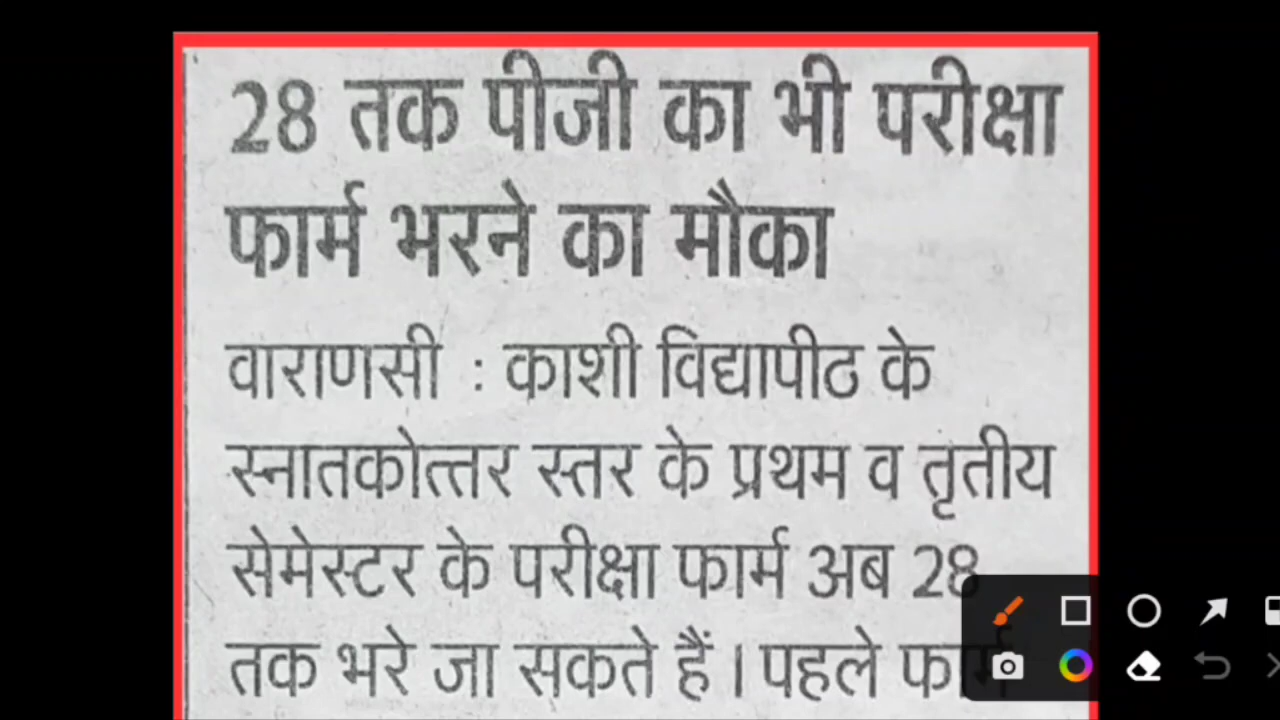 28 तक पीजी का भी परीक्षा
फार्म भरने का मौका
वाराणसी : काशी विद्यापीठ के
स्नातकोत्तर स्तर के प्रथम व तृतीय
सेमेस्टर के परीक्षा फार्म अब 28
तक भरे जा सकते हैं। पहले फार्म